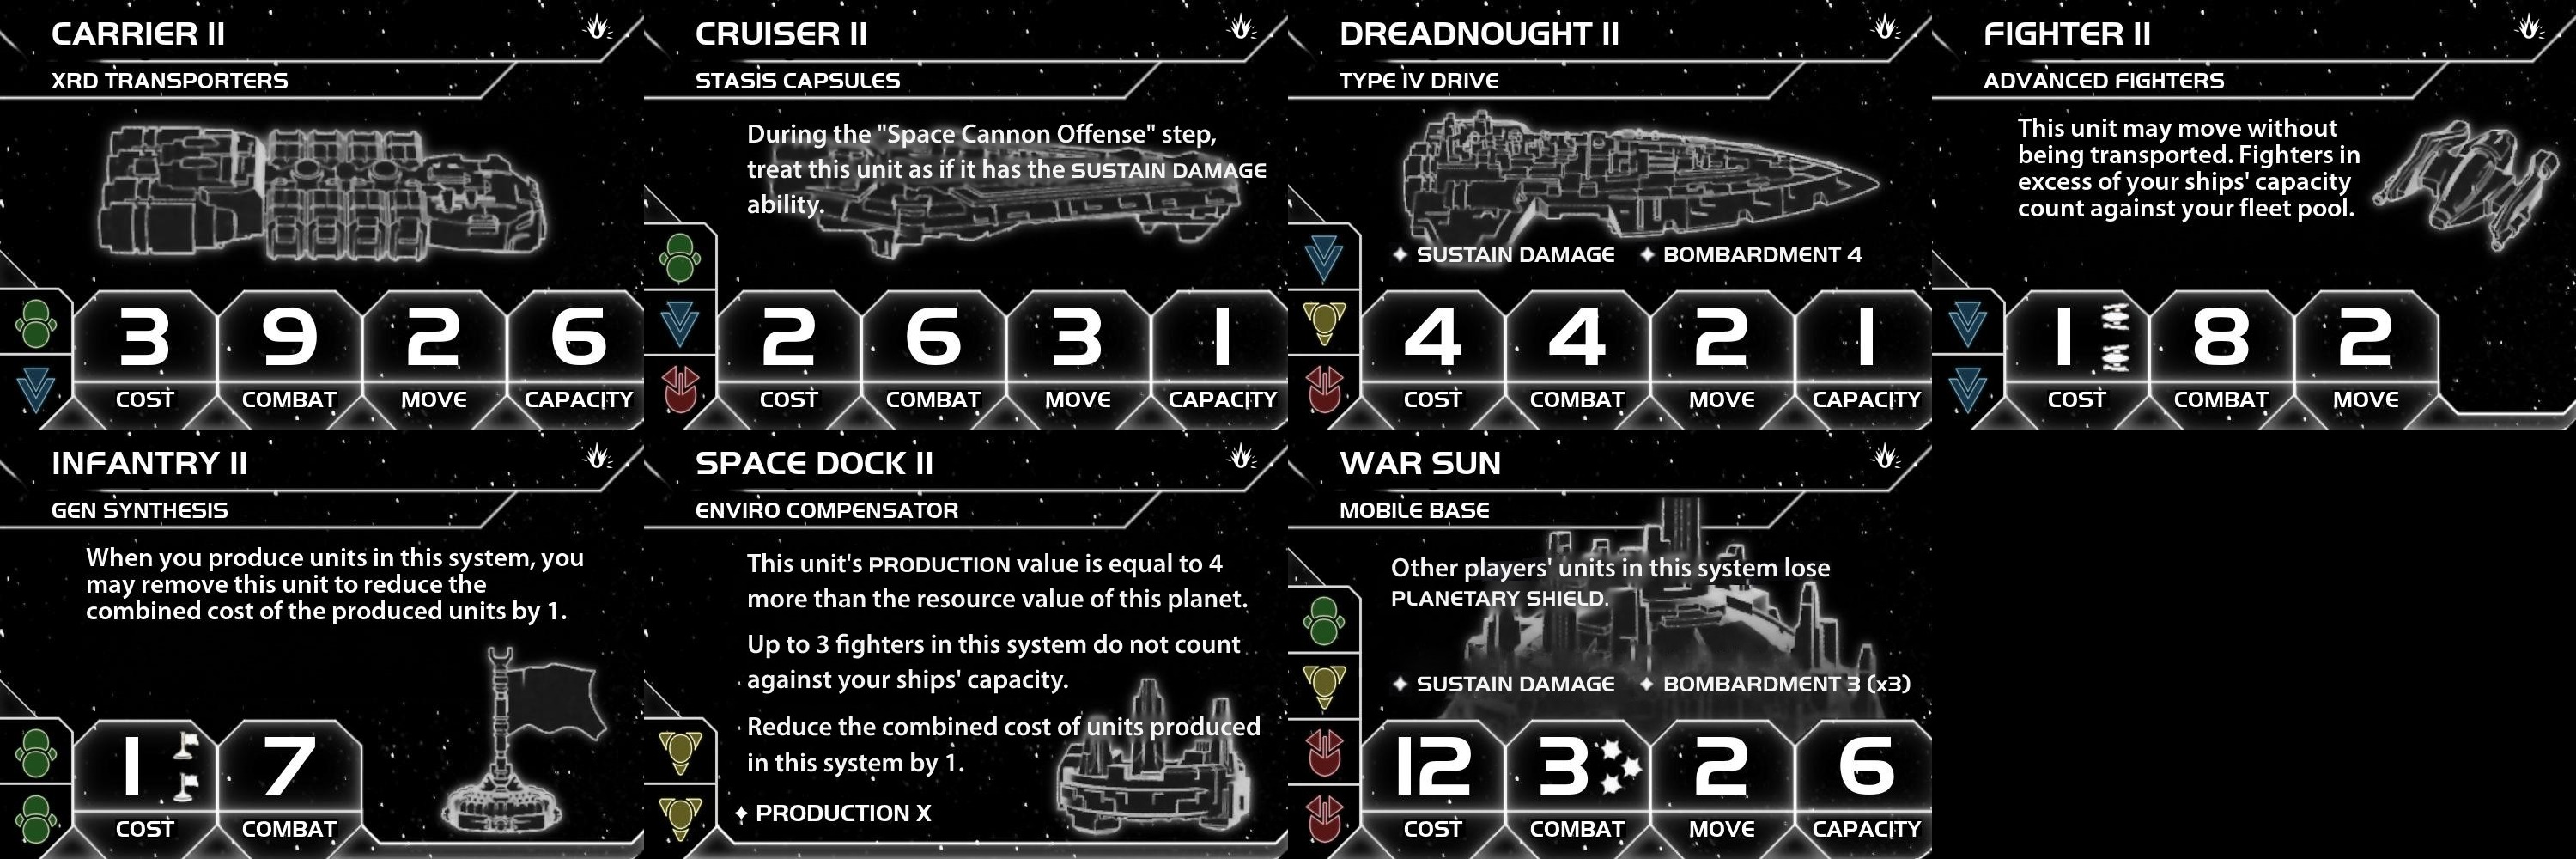 CARRIER II
XRD TRANSPORTERS
3
9
2
6
COST
COMBAT
MOVE
CAPACITY
CRUISER II
STASIS CAPSULES
During the "Space Cannon Offense" step,
treat this unit as if it has the SUSTAIN DAMAGE
ability.
2
6
3
1
COST
COMBAT
MOVE
CAPACITY
DREADNOUGHT II
TYPE IV DRIVE
SUSTAIN DAMAGE
BOMBARDMENT 4
4
4
2
1
COST
COMBAT
MOVE
CAPACITY
FIGHTER II
ADVANCED FIGHTERS
This unit may move without
being transported. Fighters in
excess of your ships' capacity
count against your fleet pool.
1
8
2
COST
COMBAT
MOVE
INFANTRY II
GEN SYNTHESIS
When you produce units in this system, you
may remove this unit to reduce the
combined cost of the produced units by 1.
1
7
COST
COMBAT
SPACE DOCK II
ENVIRO COMPENSATOR
This unit's PRODUCTION value is equal to 4
more than the resource value of this planet.
Up to 3 fighters in this system do not count
against your ships' capacity.
Reduce the combined cost of units produced
in this system by 1.
PRODUCTION X
WAR SUN
MOBILE BASE
Other players' units in this system lose
PLANETARY SHIELD.
SUSTAIN DAMAGE
BOMBARDMENT 3 (x3)
12
3
2
6
COST
COMBAT
MOVE
CAPACITY